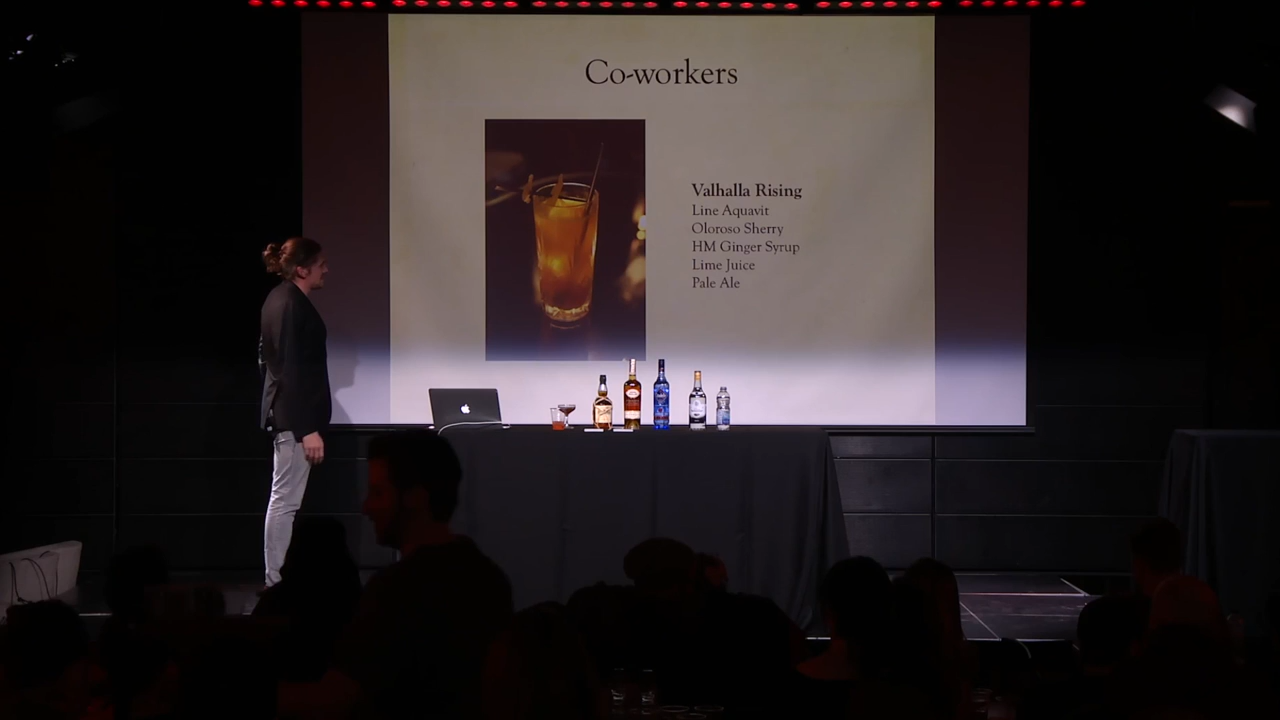 Co-workers
Valhalla Rising
Line Aquavit
Oloroso Sherry
HM Ginger Syrup
Lime Juice
Pale Ale